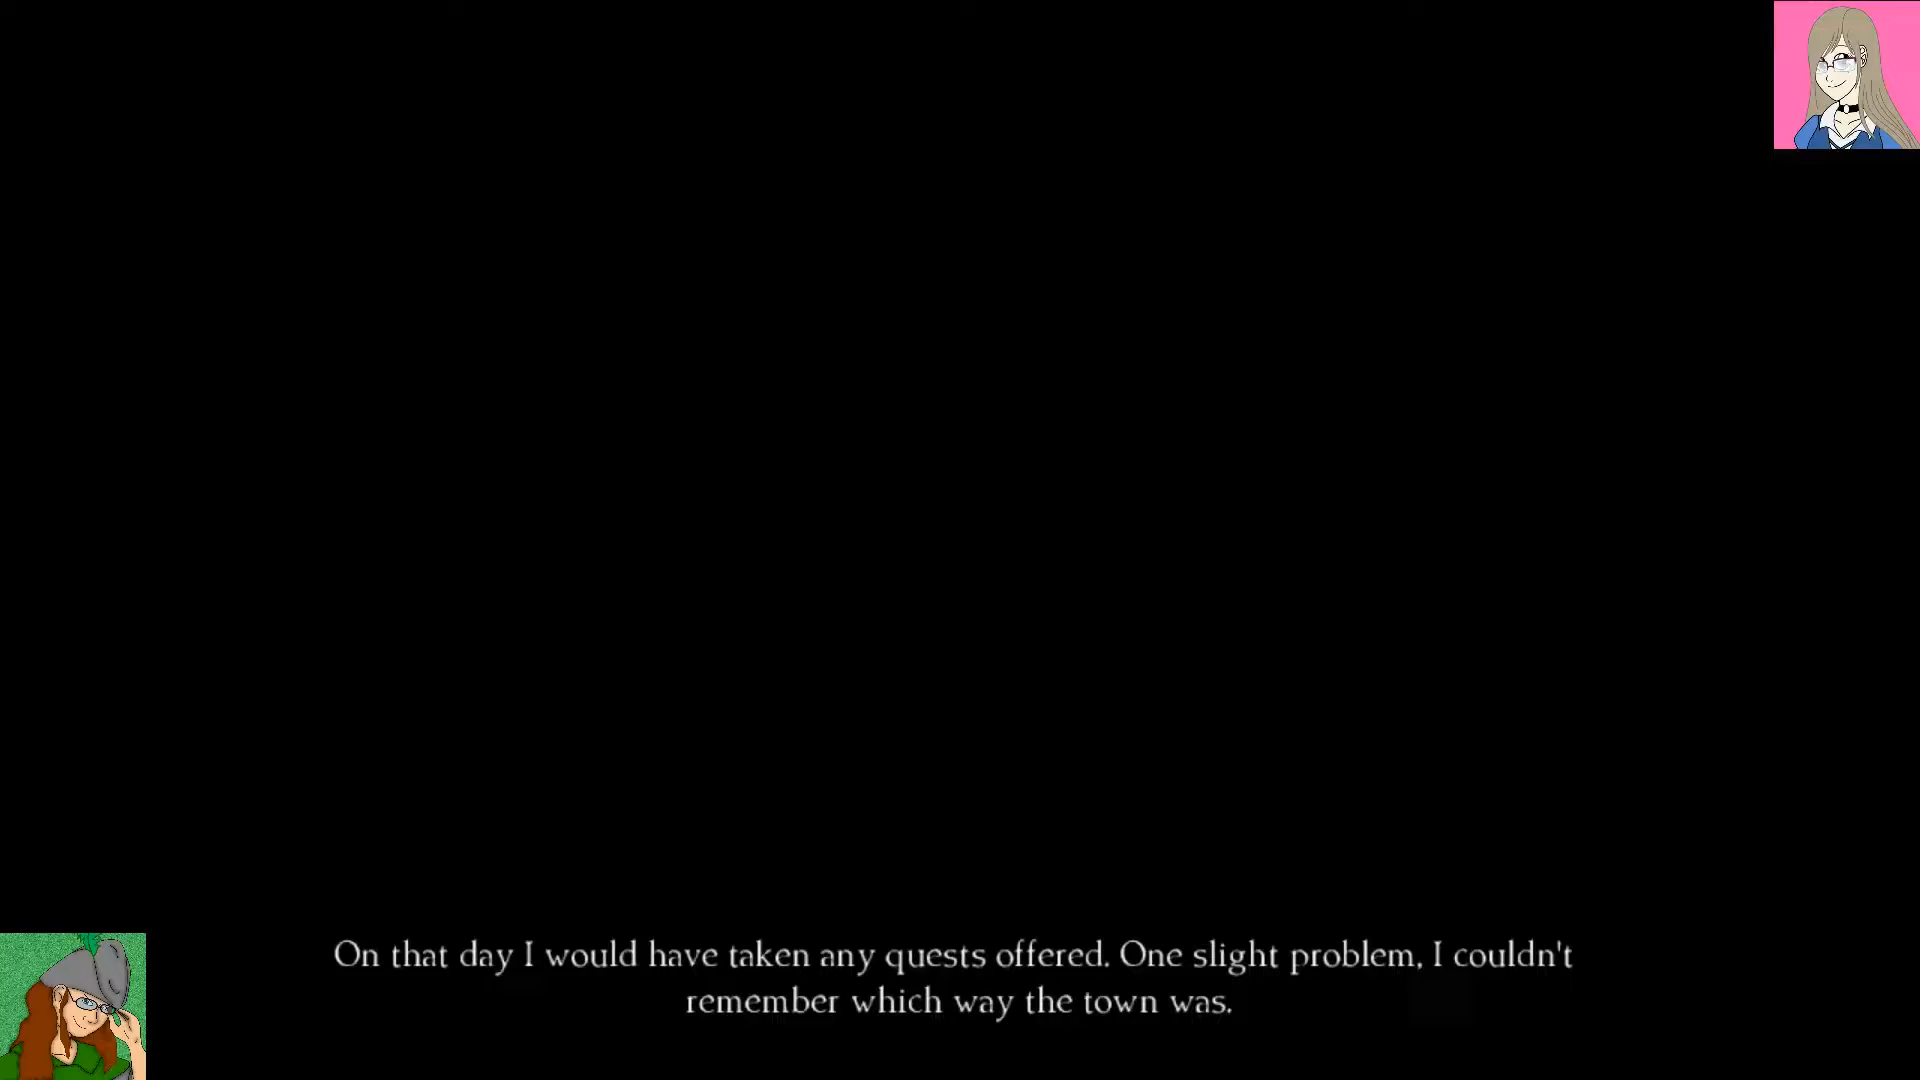 On that day I would have taken any quests offered. One slight problem, I couldn't
remember which way the town was.